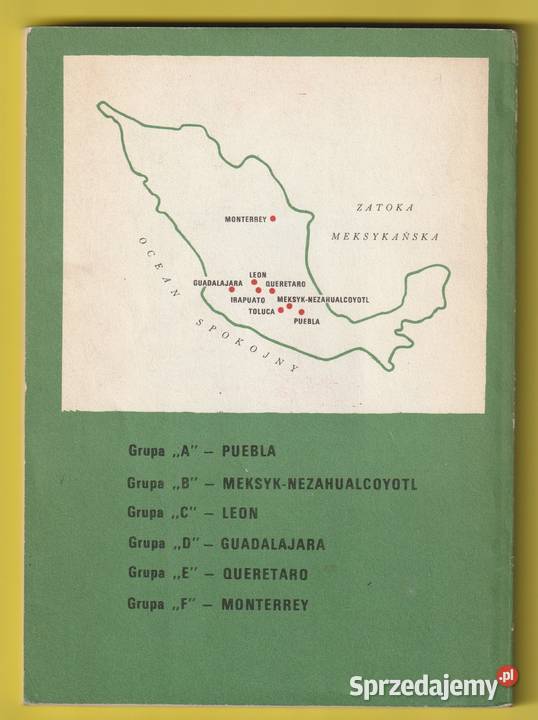 ZATOKA
MEKSYKAŃSKA
OCEAN SPOKOJNY
MONTERREY
LEON
GUADALAJARA
QUERETARO
IRAPUATO
MEKSYK-NEZAHUALCOYOTL
TOLUCA
PUEBLA
Grupa „A” – PUEBLA
Grupa „B” – MEKSYK-NEZAHUALCOYOTL
Grupa „C” – LEON
Grupa „D” – GUADALAJARA
Grupa „E” – QUERETARO
Grupa „F” – MONTERREY
Sprzedajemy.pl